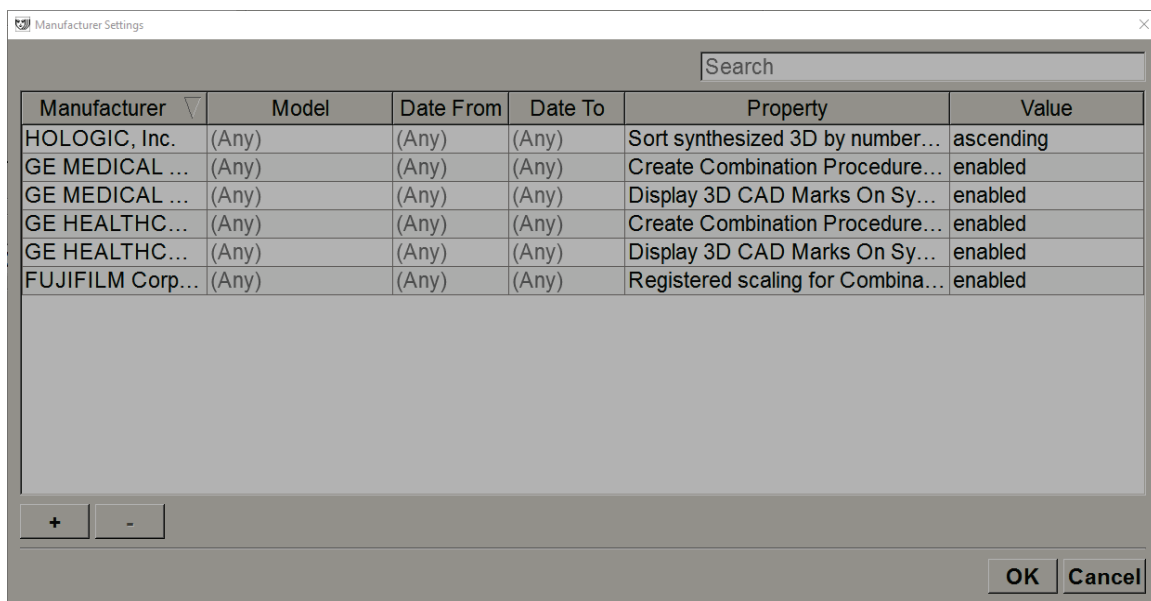 Manufacturer Settings
Search
Manufacturer Model Date From Date To Property Value
HOLOGIC, Inc. (Any) (Any) (Any) Sort synthesized 3D by number... ascending
GE MEDICAL ... (Any) (Any) (Any) Create Combination Procedure... enabled
GE MEDICAL ... (Any) (Any) (Any) Display 3D CAD Marks On Sy... enabled
GE HEALTHC... (Any) (Any) (Any) Create Combination Procedure... enabled
GE HEALTHC... (Any) (Any) (Any) Display 3D CAD Marks On Sy... enabled
FUJIFILM Corp... (Any) (Any) (Any) Registered scaling for Combina... enabled
+ -
OK Cancel